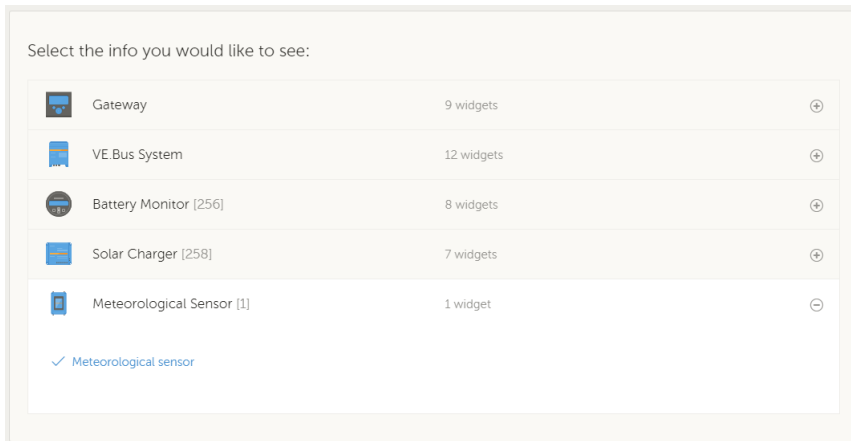 Select the info you would like to see:
Gateway 9 widgets
VE.Bus System 12 widgets
Battery Monitor [256] 8 widgets
Solar Charger [258] 7 widgets
Meteorological Sensor [1] 1 widget
Meteorological sensor